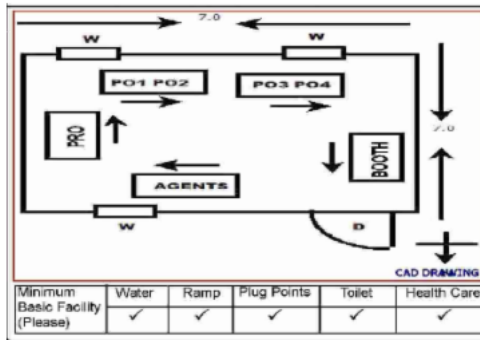 7.0
W W
PO1 PO2 PO3 PO4
PRO BOOTH
7.0
AGENTS
W D
CAD DRAWING
Minimum Basic Facility (Please) Water Ramp Plug Points Toilet Health Care
✓ ✓ ✓ ✓ ✓